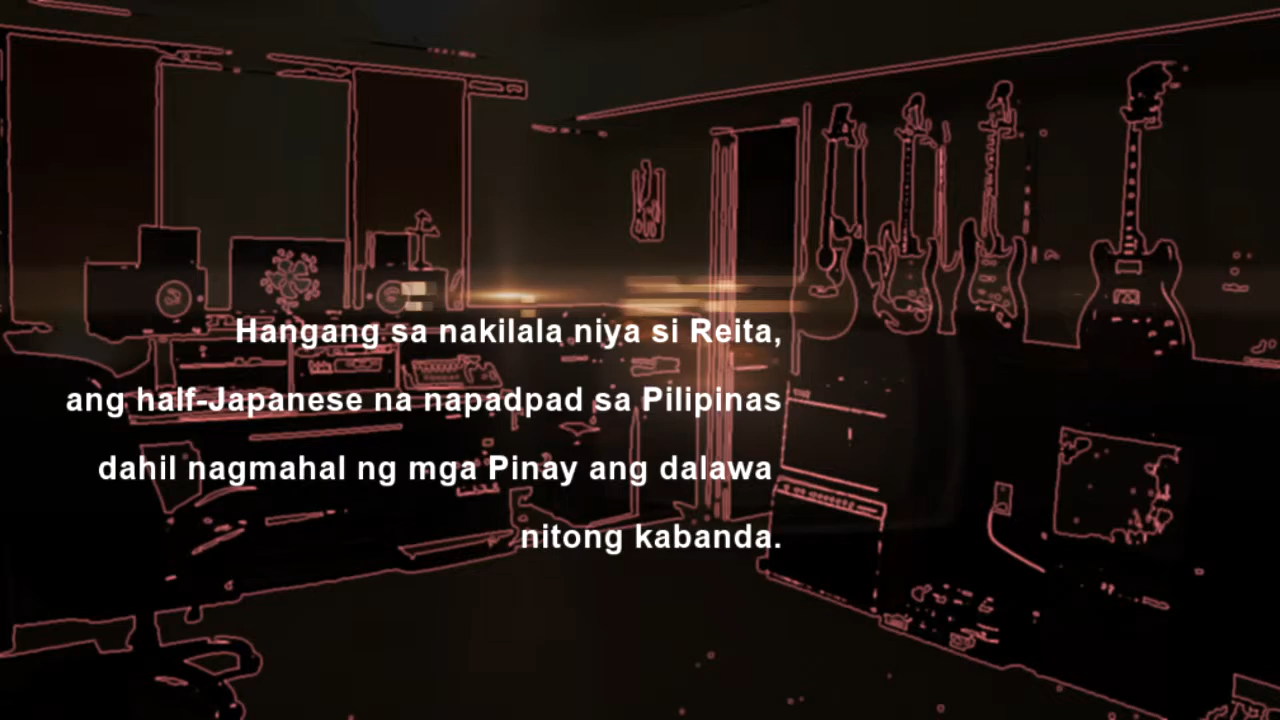 Hangang sa nakilala niya si Reita,
ang half-Japanese na napadpad sa Pilipinas
dahil nagmahal ng mga Pinay ang dalawa
nitong kabanda.